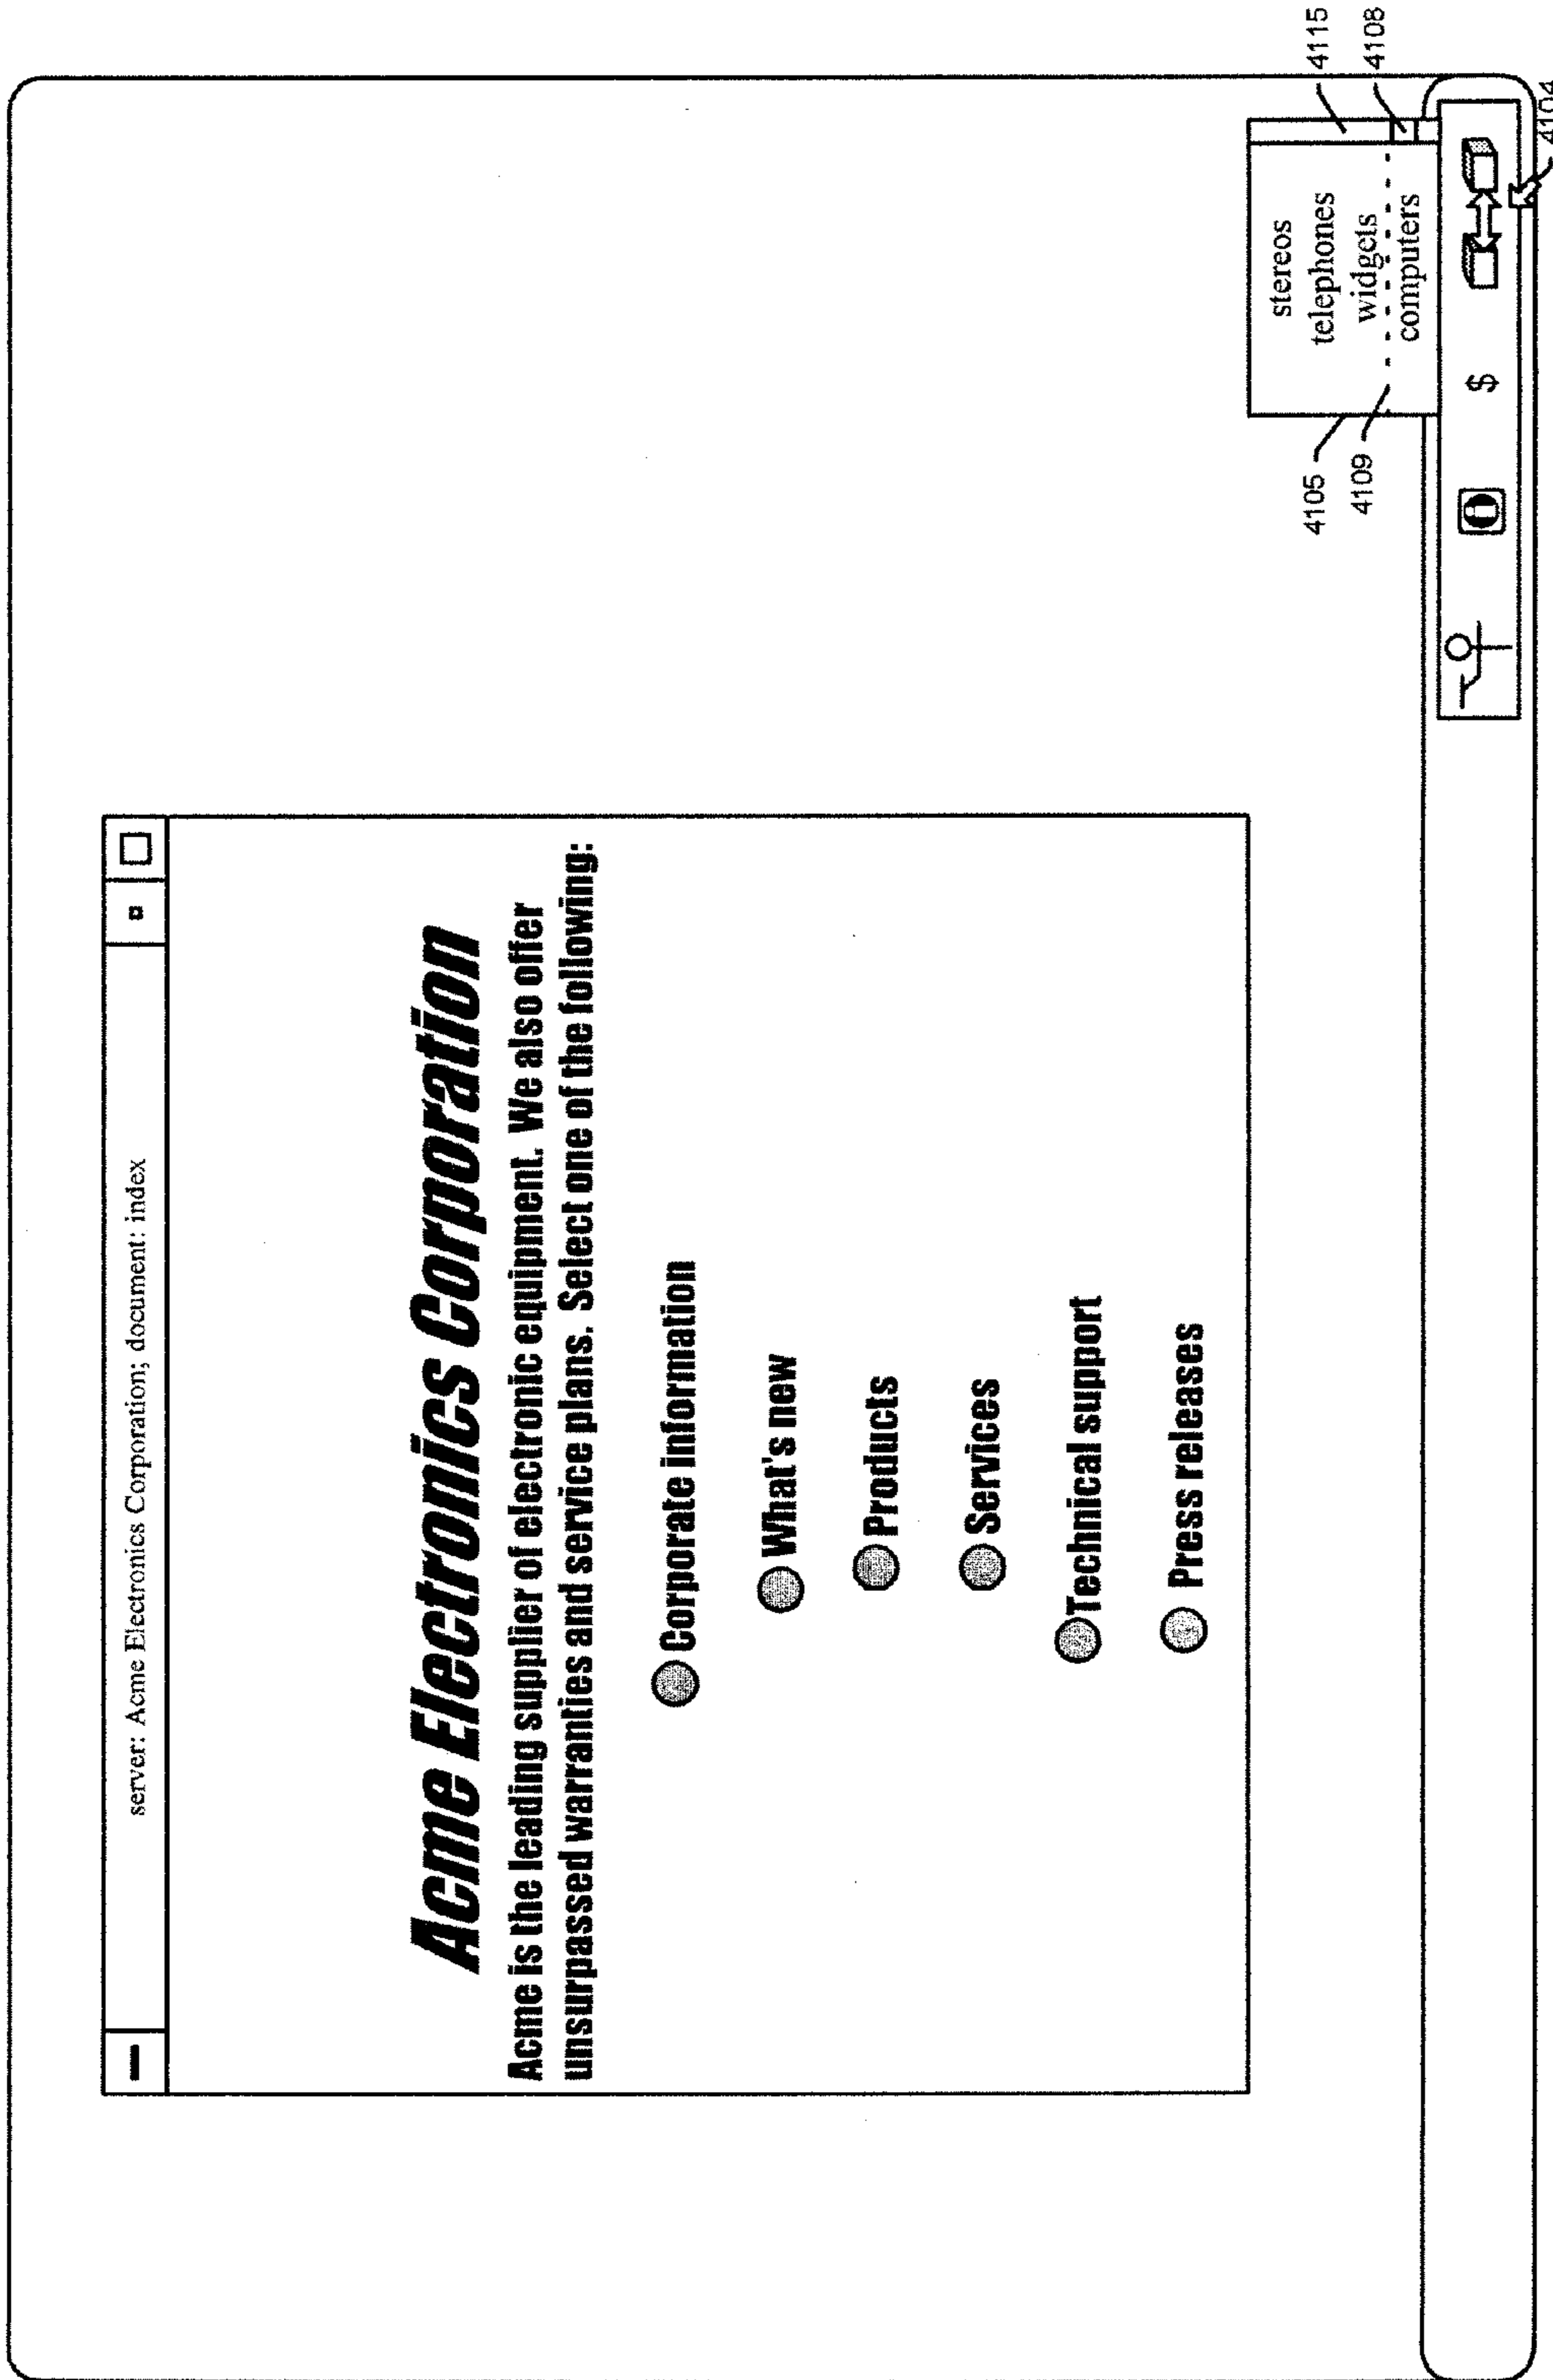 server: Acme Electronics Corporation; document: index
Acme Electronics Corporation
Acme is the leading supplier of electronic equipment. We also offer
unsurpassed warranties and service plans. Select one of the following:
Corporate information
What's new
Products
Services
Technical support
Press releases
4105
4109
stereos
telephones
widgets
computers
4115
4108
$
4104